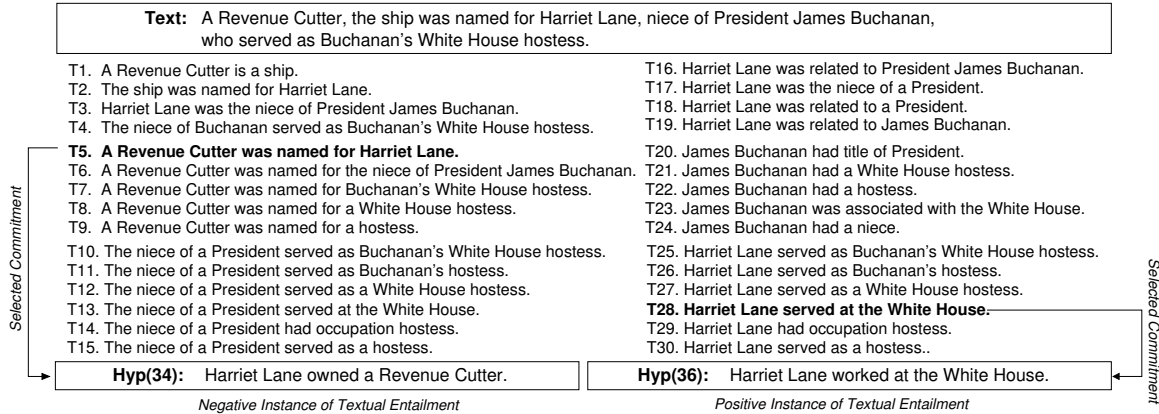 Text: A Revenue Cutter, the ship was named for Harriet Lane, niece of President James Buchanan,
who served as Buchanan's White House hostess.
T1. A Revenue Cutter is a ship.
T2. The ship was named for Harriet Lane.
T3. Harriet Lane was the niece of President James Buchanan.
T4. The niece of Buchanan served as Buchanan's White House hostess.
T5. A Revenue Cutter was named for Harriet Lane.
T6. A Revenue Cutter was named for the niece of President James Buchanan.
T7. A Revenue Cutter was named for Buchanan's White House hostess.
T8. A Revenue Cutter was named for a White House hostess.
T9. A Revenue Cutter was named for a hostess.
T10. The niece of a President served as Buchanan's White House hostess.
T11. The niece of a President served as Buchanan's hostess.
T12. The niece of a President served as a White House hostess.
T13. The niece of a President served at the White House.
T14. The niece of a President had occupation hostess.
T15. The niece of a President served as a hostess.
T16. Harriet Lane was related to President James Buchanan.
T17. Harriet Lane was the niece of a President.
T18. Harriet Lane was related to a President.
T19. Harriet Lane was related to James Buchanan.
T20. James Buchanan had title of President.
T21. James Buchanan had a White House hostess.
T22. James Buchanan had a hostess.
T23. James Buchanan was associated with the White House.
T24. James Buchanan had a niece.
T25. Harriet Lane served as Buchanan's White House hostess.
T26. Harriet Lane served as Buchanan's hostess.
T27. Harriet Lane served as a White House hostess.
T28. Harriet Lane served at the White House.
T29. Harriet Lane had occupation hostess.
T30. Harriet Lane served as a hostess..
Selected Commitment
Selected Commitment
Hyp(34): Harriet Lane owned a Revenue Cutter.
Hyp(36): Harriet Lane worked at the White House.
Negative Instance of Textual Entailment
Positive Instance of Textual Entailment